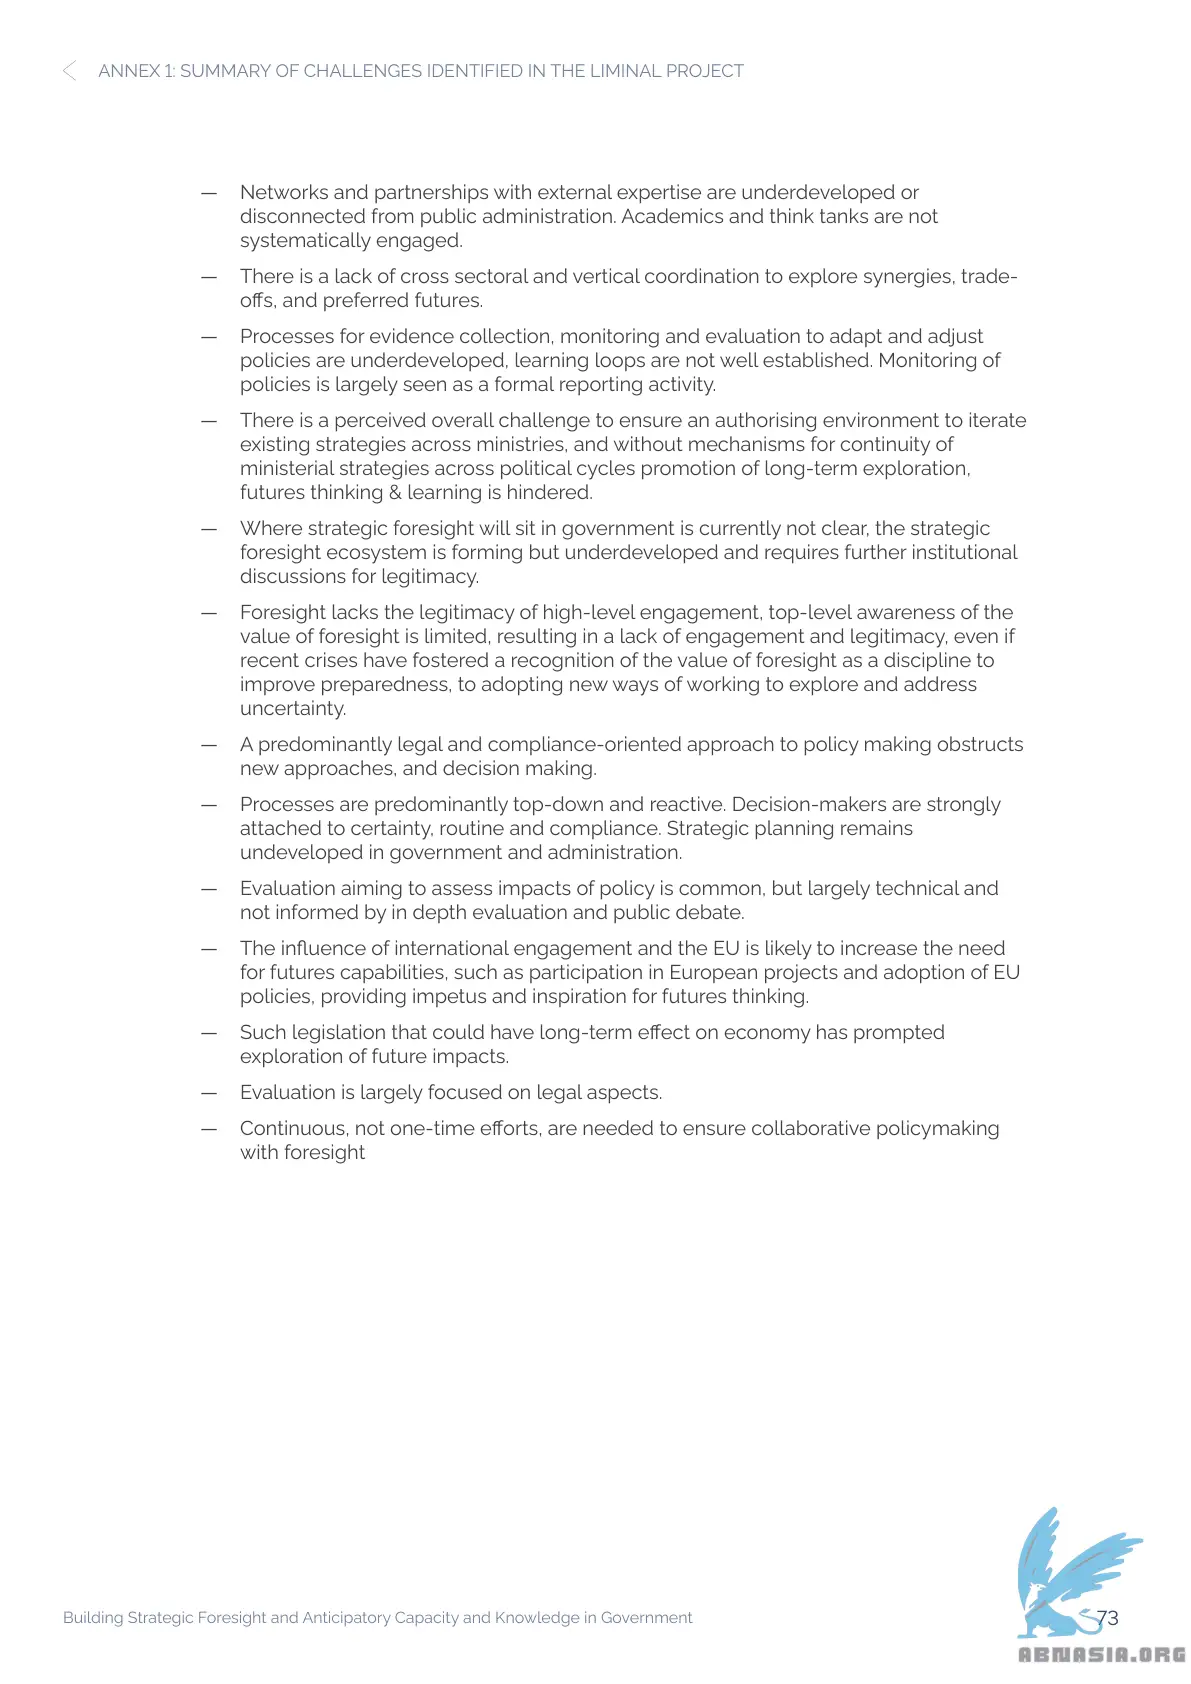 ANNEX 1: SUMMARY OF CHALLENGES IDENTIFIED IN THE LIMINAL PROJECT
— Networks and partnerships with external expertise are underdeveloped or
disconnected from public administration. Academics and think tanks are not
systematically engaged.
— There is a lack of cross sectoral and vertical coordination to explore synergies, trade-
offs, and preferred futures.
— Processes for evidence collection, monitoring and evaluation to adapt and adjust
policies are underdeveloped, learning loops are not well established. Monitoring of
policies is largely seen as a formal reporting activity.
— There is a perceived overall challenge to ensure an authorising environment to iterate
existing strategies across ministries, and without mechanisms for continuity of
ministerial strategies across political cycles promotion of long-term exploration,
futures thinking & learning is hindered.
— Where strategic foresight will sit in government is currently not clear, the strategic
foresight ecosystem is forming but underdeveloped and requires further institutional
discussions for legitimacy.
— Foresight lacks the legitimacy of high-level engagement, top-level awareness of the
value of foresight is limited, resulting in a lack of engagement and legitimacy, even if
recent crises have fostered a recognition of the value of foresight as a discipline to
improve preparedness, to adopting new ways of working to explore and address
uncertainty.
— A predominantly legal and compliance-oriented approach to policy making obstructs
new approaches, and decision making.
— Processes are predominantly top-down and reactive. Decision-makers are strongly
attached to certainty, routine and compliance. Strategic planning remains
undeveloped in government and administration.
— Evaluation aiming to assess impacts of policy is common, but largely technical and
not informed by in depth evaluation and public debate.
— The influence of international engagement and the EU is likely to increase the need
for futures capabilities, such as participation in European projects and adoption of EU
policies, providing impetus and inspiration for futures thinking.
— Such legislation that could have long-term effect on economy has prompted
exploration of future impacts.
— Evaluation is largely focused on legal aspects.
— Continuous, not one-time efforts, are needed to ensure collaborative policymaking
with foresight
Building Strategic Foresight and Anticipatory Capacity and Knowledge in Government
73
ABNASIA.ORG